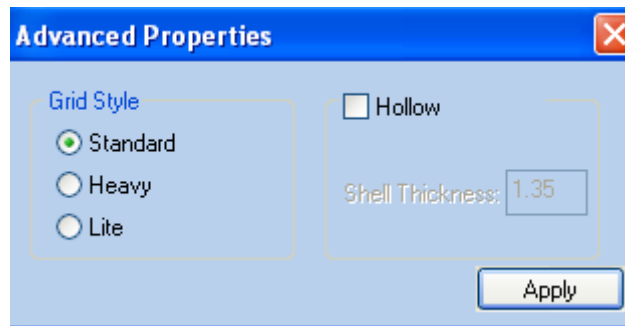 Advanced Properties
Grid Style
Standard
Heavy
Lite
Hollow
Shell Thickness: 1.35
Apply